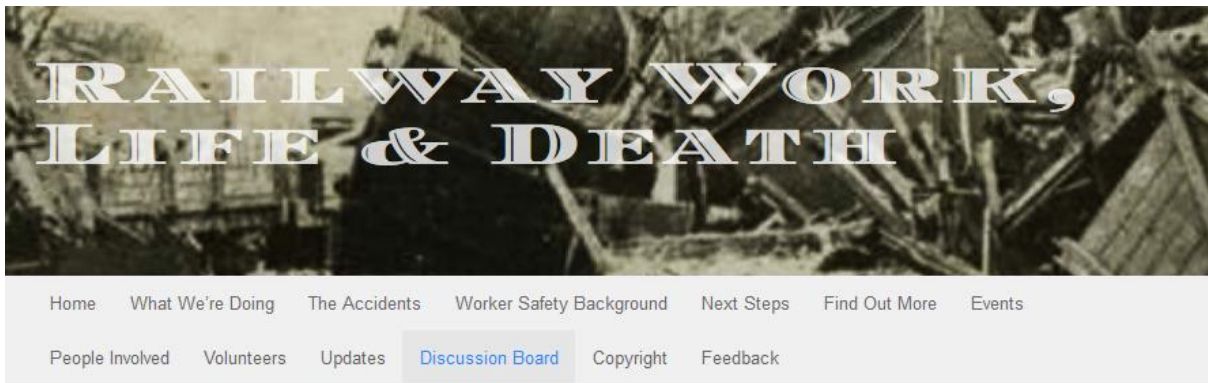 RAILWAY WORK,
LIFE & DEATH
Home What We're Doing The Accidents Worker Safety Background Next Steps Find Out More Events
People Involved Volunteers Updates Discussion Board Copyright Feedback